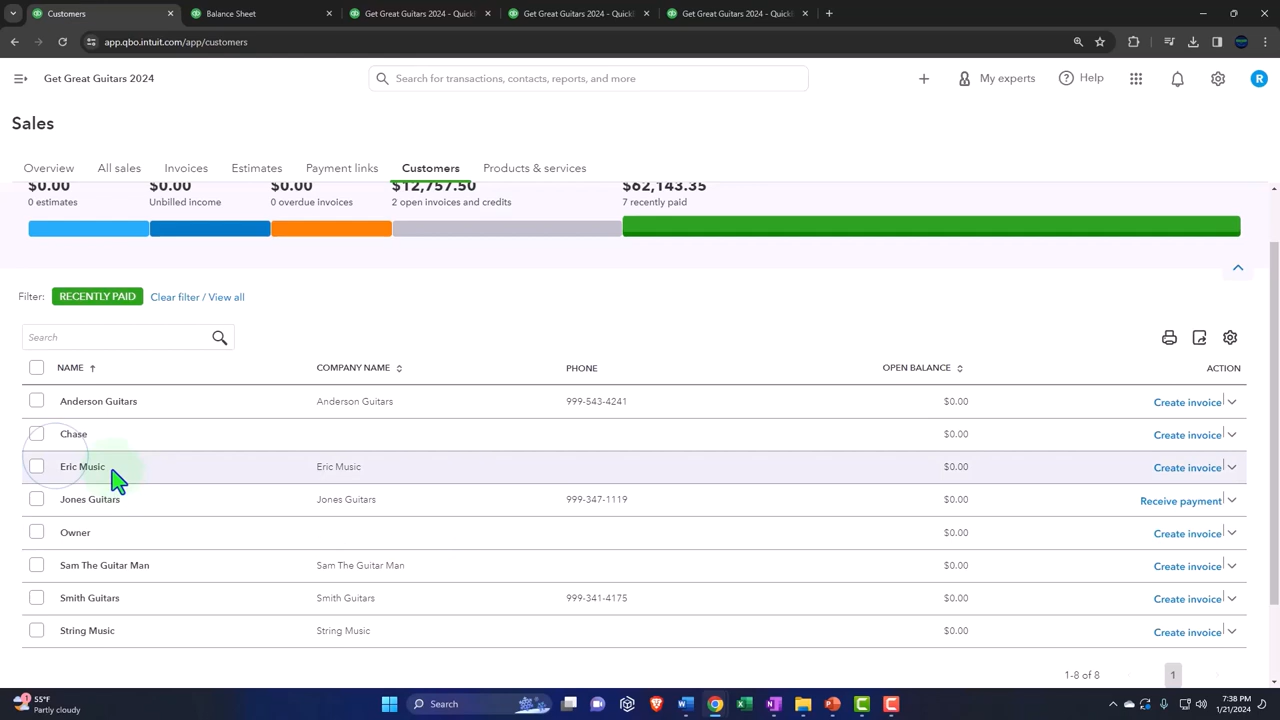 Customers
Balance Sheet
Get Great Guitars 2024 - QuickB
Get Great Guitars 2024 - QuickB
Get Great Guitars 2024 - QuickB
app.qbo.intuit.com/app/customers
Get Great Guitars 2024
Search for transactions, contacts, reports, and more
My experts
Help
R
Sales
Overview
All sales
Invoices
Estimates
Payment links
Customers
Products & services
$0.00 $0.00 $0.00 $12,757.50 $62,143.35
0 estimates Unbilled income 0 overdue invoices 2 open invoices and credits 7 recently paid
Filter: RECENTLY PAID Clear filter / View all
Search
NAME COMPANY NAME PHONE OPEN BALANCE ACTION
Anderson Guitars Anderson Guitars 999-543-4241 $0.00 Create invoice
Chase $0.00 Create invoice
Eric Music Eric Music $0.00 Create invoice
Jones Guitars Jones Guitars 999-347-1119 $0.00 Receive payment
Owner $0.00 Create invoice
Sam The Guitar Man Sam The Guitar Man $0.00 Create invoice
Smith Guitars Smith Guitars 999-341-4175 $0.00 Create invoice
String Music String Music $0.00 Create invoice
1-8 of 8 1
55°F
Partly cloudy
Search
7:38 PM
1/21/2024